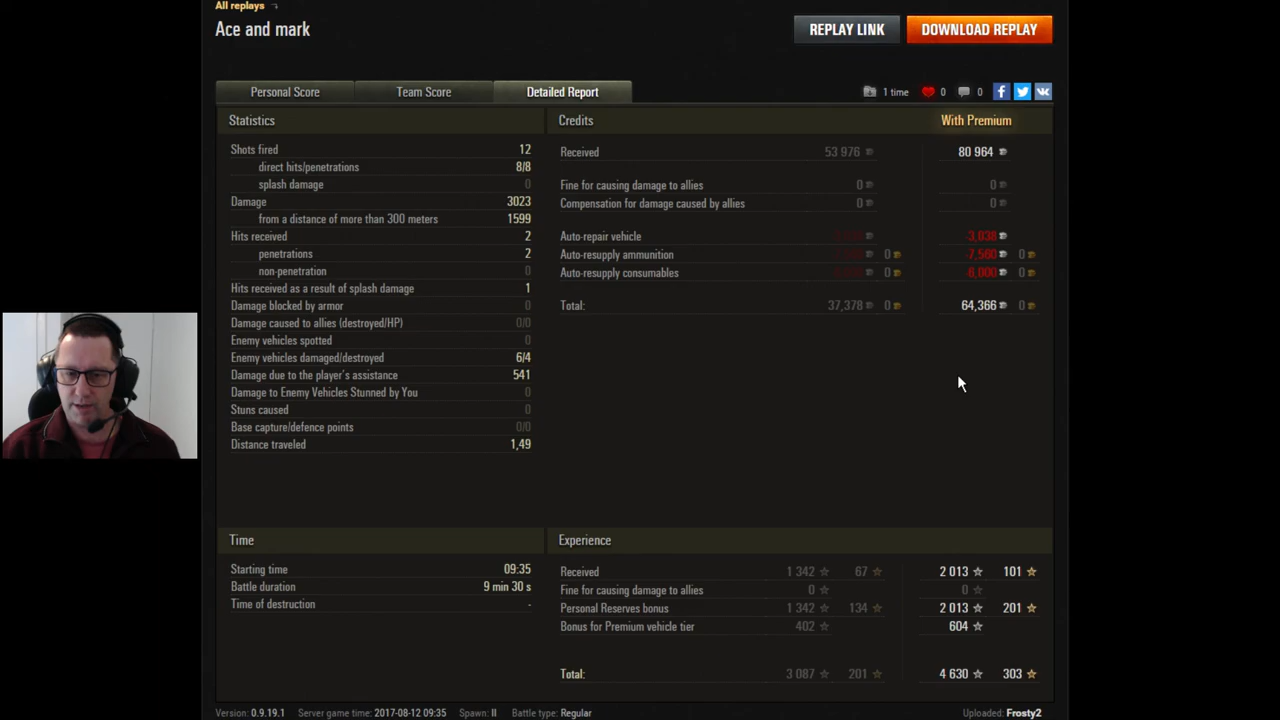 All replays
Ace and mark
REPLAY LINK
DOWNLOAD REPLAY
Personal Score
Team Score
Detailed Report
1 time
0
0
Statistics
Shots fired 12
direct hits/penetrations 8/8
splash damage 0
Damage 3023
from a distance of more than 300 meters 1599
Hits received 2
penetrations 2
non-penetration 0
Hits received as a result of splash damage 1
Damage blocked by armor 0
Damage caused to allies (destroyed/HP) 0/0
Enemy vehicles spotted 0
Enemy vehicles damaged/destroyed 6/4
Damage due to the player's assistance 541
Damage to Enemy Vehicles Stunned by You 0
Stuns caused 0
Base capture/defence points 0/0
Distance traveled 1,49
Credits With Premium
Received 53 976 80 964
Fine for causing damage to allies 0 0
Compensation for damage caused by allies 0 0
Auto-repair vehicle -3,038
Auto-resupply ammunition 0 -7,560 0
Auto-resupply consumables 0 -6,000 0
Total: 37,378 0 64,366 0
Time
Starting time 09:35
Battle duration 9 min 30 s
Time of destruction -
Experience
Received 1 342 67 2 013 101
Fine for causing damage to allies 0 0
Personal Reserves bonus 1 342 134 2 013 201
Bonus for Premium vehicle tier 402 604
Total: 3 087 201 4 630 303
Version: 0.9.19.1 Server game time: 2017-08-12 09:35 Spawn: II Battle type: Regular Uploaded: Frosty2